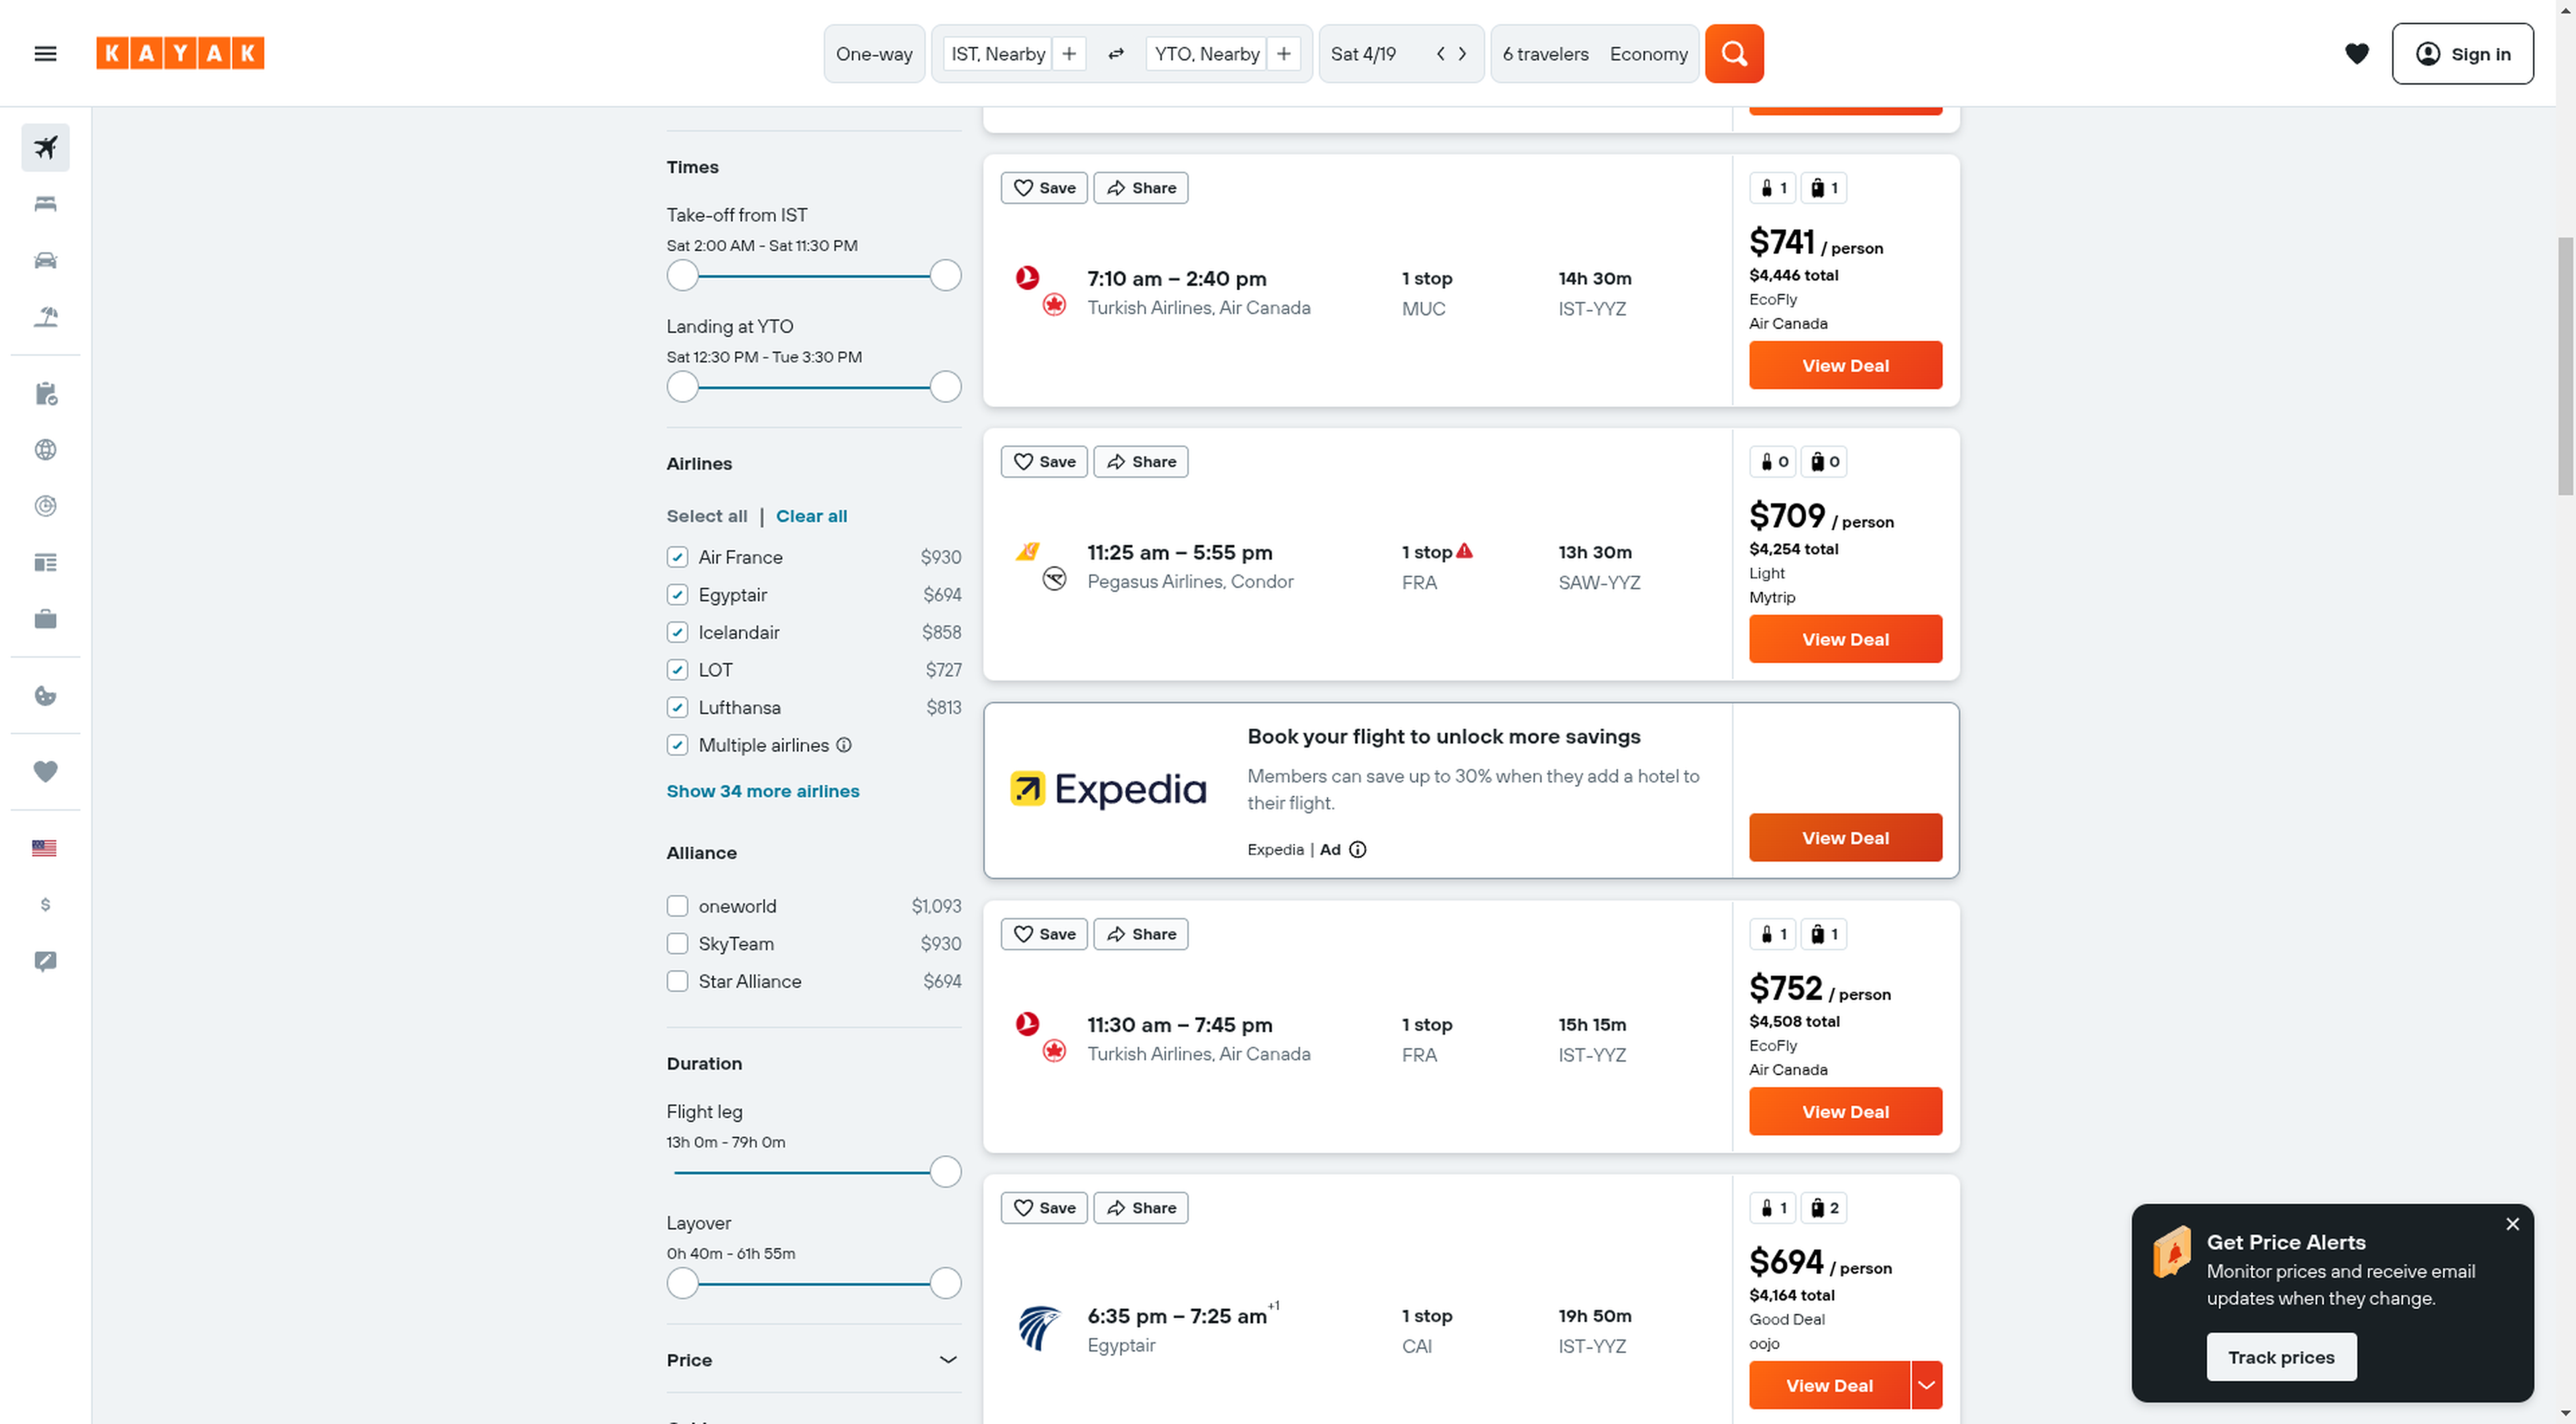 KAYAK
One-way
IST, Nearby
YTO, Nearby
Sat 4/19
6 travelers Economy
Sign in
Times
Take-off from IST
Sat 2:00 AM - Sat 11:30 PM
Landing at YTO
Sat 12:30 PM - Tue 3:30 PM
Airlines
Select all | Clear all
Air France $930
Egyptair $694
Icelandair $858
LOT $727
Lufthansa $813
Multiple airlines
Show 34 more airlines
Alliance
oneworld $1,093
SkyTeam $930
Star Alliance $694
Duration
Flight leg
13h 0m - 79h 0m
Layover
0h 40m - 61h 55m
Price
Save Share
7:10 am – 2:40 pm
Turkish Airlines, Air Canada
1 stop
MUC
14h 30m
IST-YYZ
1 1
$741 / person
$4,446 total
EcoFly
Air Canada
View Deal
Save Share
11:25 am – 5:55 pm
Pegasus Airlines, Condor
1 stop
FRA
13h 30m
SAW-YYZ
0 0
$709 / person
$4,254 total
Light
Mytrip
View Deal
Expedia
Book your flight to unlock more savings
Members can save up to 30% when they add a hotel to
their flight.
Expedia | Ad
View Deal
Save Share
11:30 am – 7:45 pm
Turkish Airlines, Air Canada
1 stop
FRA
15h 15m
IST-YYZ
1 1
$752 / person
$4,508 total
EcoFly
Air Canada
View Deal
Save Share
6:35 pm – 7:25 am+1
Egyptair
1 stop
CAI
19h 50m
IST-YYZ
1 2
$694 / person
$4,164 total
Good Deal
oojo
View Deal
Get Price Alerts
Monitor prices and receive email
updates when they change.
Track prices